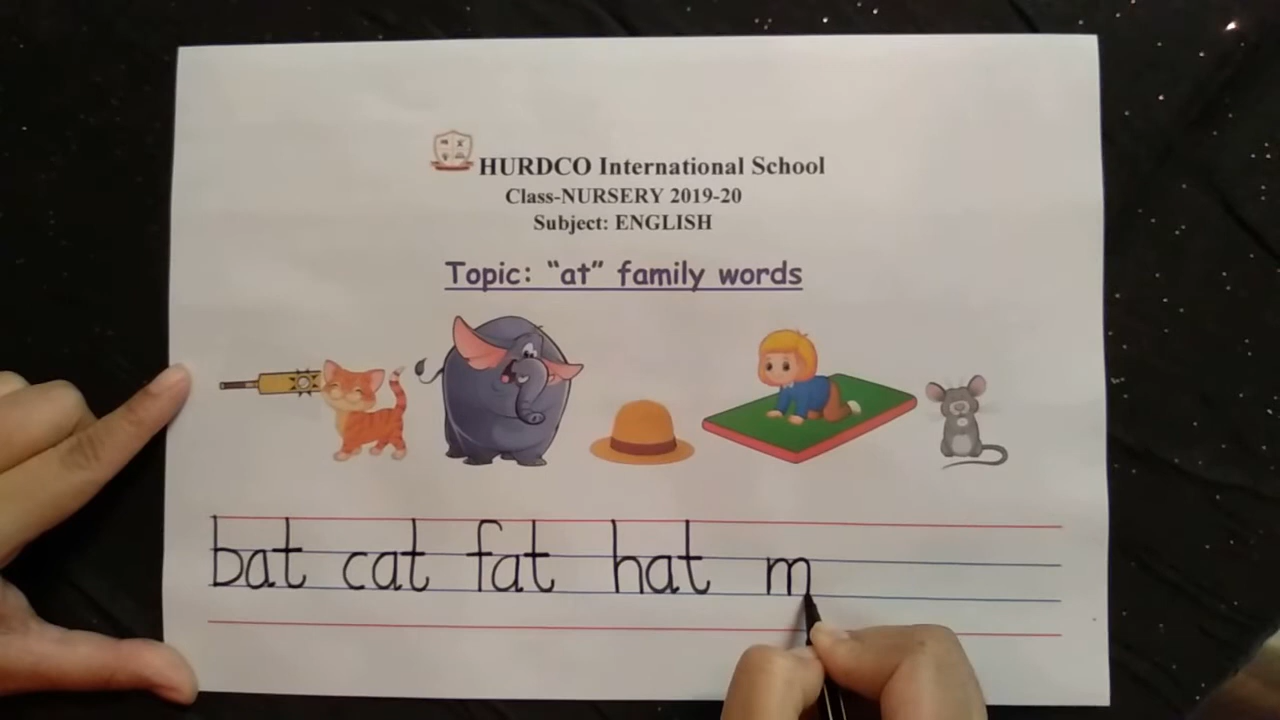 HURDCO International School
Class-NURSERY 2019-20
Subject: ENGLISH
Topic: “at” family words
bat cat fat hat m